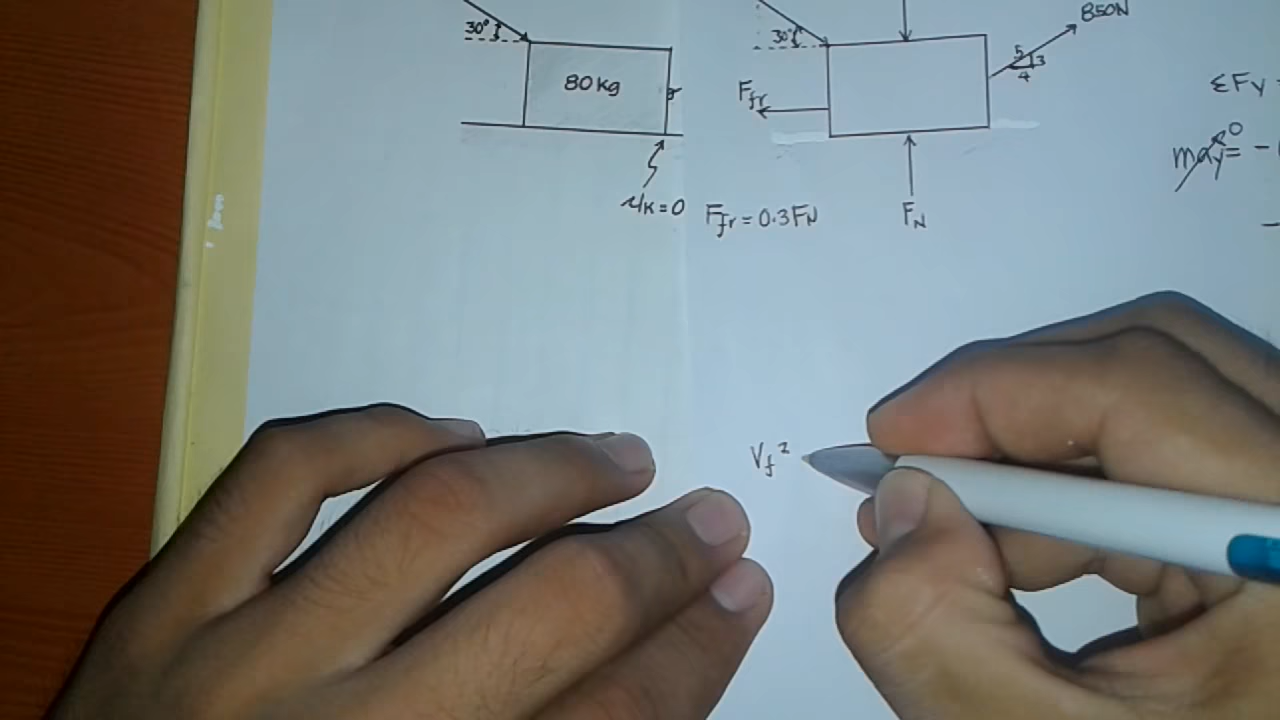 30°
80 Kg
μK=0
30°
Ffr
850N
5
3
4
FN
Ffr = 0.3FN
ΣFy
may = -
0
Vf²